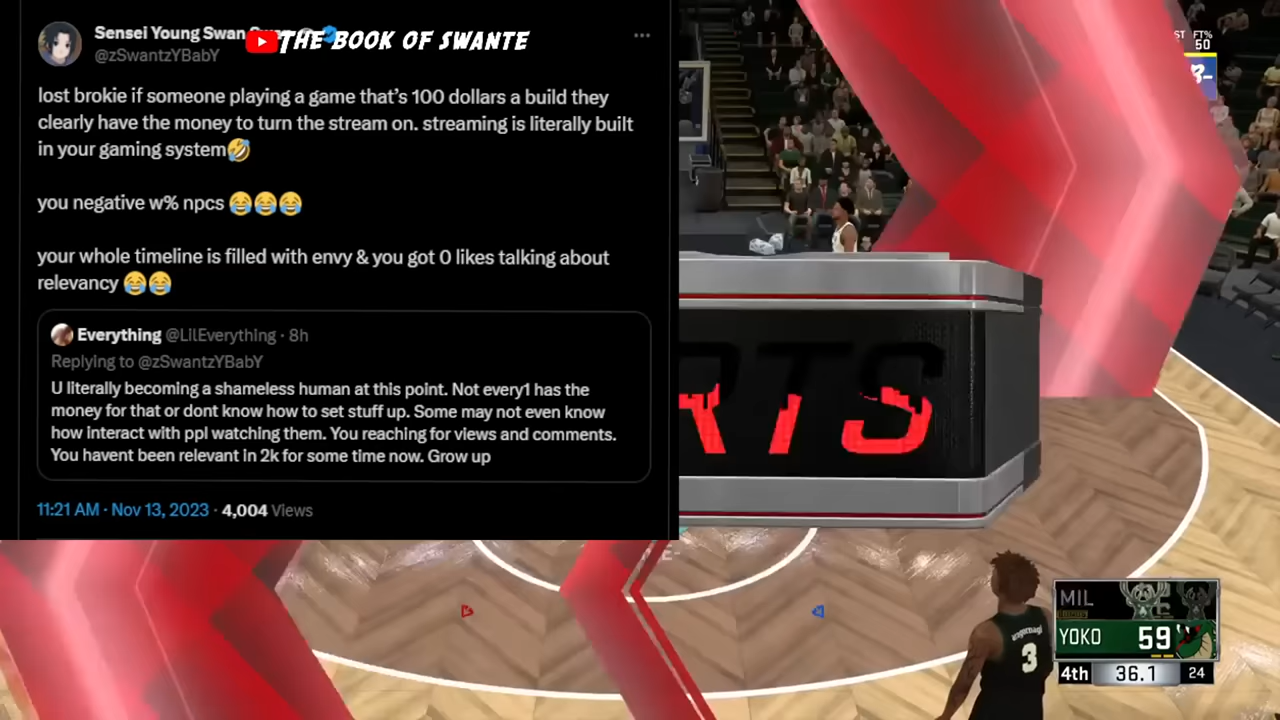 Sensei Young Swan
THE BOOK OF SWANTE
@zSwantzYBabY
lost brokie if someone playing a game that's 100 dollars a build they
clearly have the money to turn the stream on. streaming is literally built
in your gaming system🤣
you negative w% npcs 😂😂😂
your whole timeline is filled with envy & you got 0 likes talking about
relevancy 😂😂
Everything @LilEverything · 8h
Replying to @zSwantzYBabY
U literally becoming a shameless human at this point. Not every1 has the
money for that or dont know how to set stuff up. Some may not even know
how interact with ppl watching them. You reaching for views and comments.
You havent been relevant in 2k for some time now. Grow up
11:21 AM · Nov 13, 2023 · 4,004 Views
ST FT%
50
RTS
3
MIL
YOKO 59
4th 36.1 24